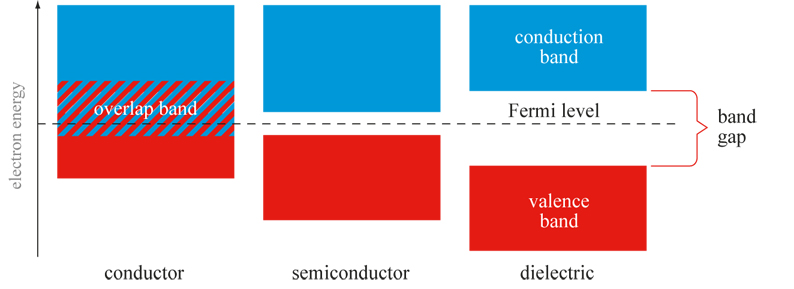 electron energy
overlap band
conduction
band
Fermi level
band
gap
valence
band
conductor
semiconductor
dielectric